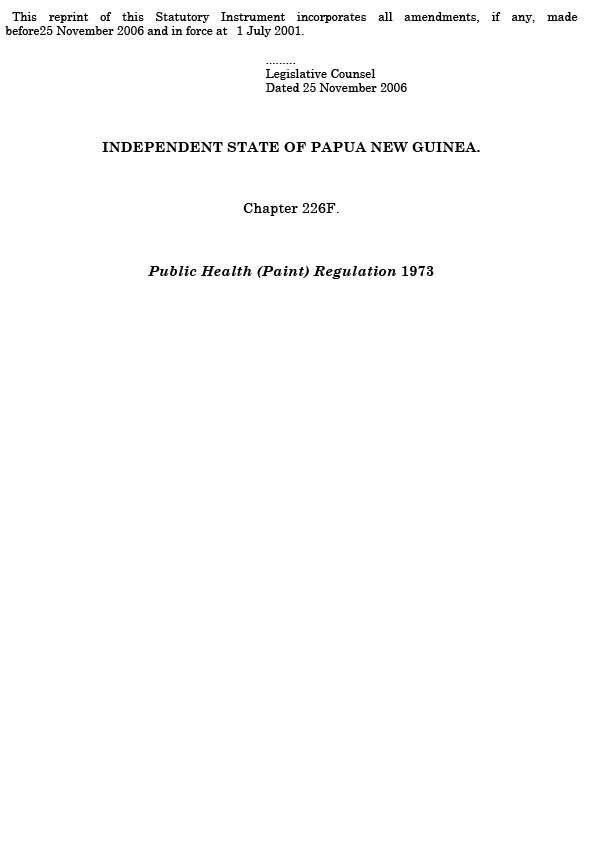 This reprint of this Statutory Instrument incorporates all amendments, if any, made
before25 November 2006 and in force at 1 July 2001.
.........
Legislative Counsel
Dated 25 November 2006
INDEPENDENT STATE OF PAPUA NEW GUINEA.
Chapter 226F.
Public Health (Paint) Regulation 1973